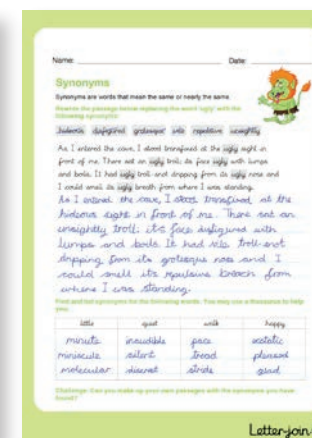 Name:
Date:
Synonyms
Synonyms are words that mean the same or nearly the same.
Rewrite the passage below replacing the word 'ugly' with the
following synonyms:
hideous disfigured grotesque vile repulsive unsightly
As I entered the cave, I stood transfixed at the ugly sight in
front of me. There sat an ugly troll; its face ugly with lumps
and boils. It had ugly troll-snot dripping from its ugly nose and
I could smell its ugly breath from where I was standing.
As I entered the cave, I stood transfixed at the
hideous sight in front of me. There sat an
unsightly troll; its face disfigured with
lumps and boils. It had vile troll-snot
dripping from its grotesque nose and I
could smell its repulsive breath from
where I was standing.
Find and list synonyms for the following words. You may use a thesaurus to help
you.
little quiet walk happy
minute inaudible pace ecstatic
miniscule silent tread pleased
molecular discreet stride glad
Challenge: Can you make up your own passages with the synonyms you have
found?
Letter-join